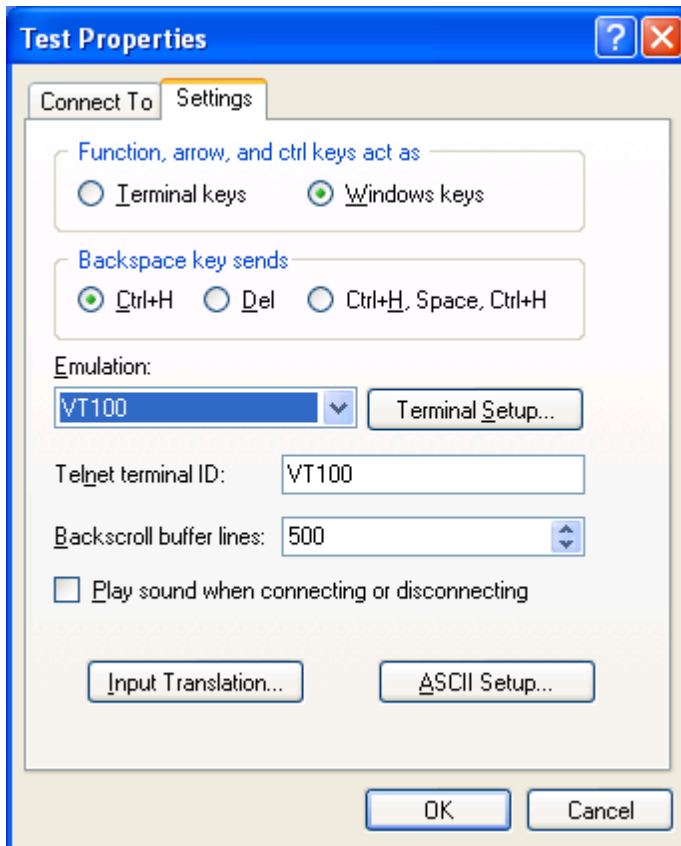 Test Properties
Connect To Settings
Function, arrow, and ctrl keys act as
Terminal keys Windows keys
Backspace key sends
Ctrl+H Del Ctrl+H, Space, Ctrl+H
Emulation:
VT100 Terminal Setup...
Telnet terminal ID: VT100
Backscroll buffer lines: 500
Play sound when connecting or disconnecting
Input Translation... ASCII Setup...
OK Cancel